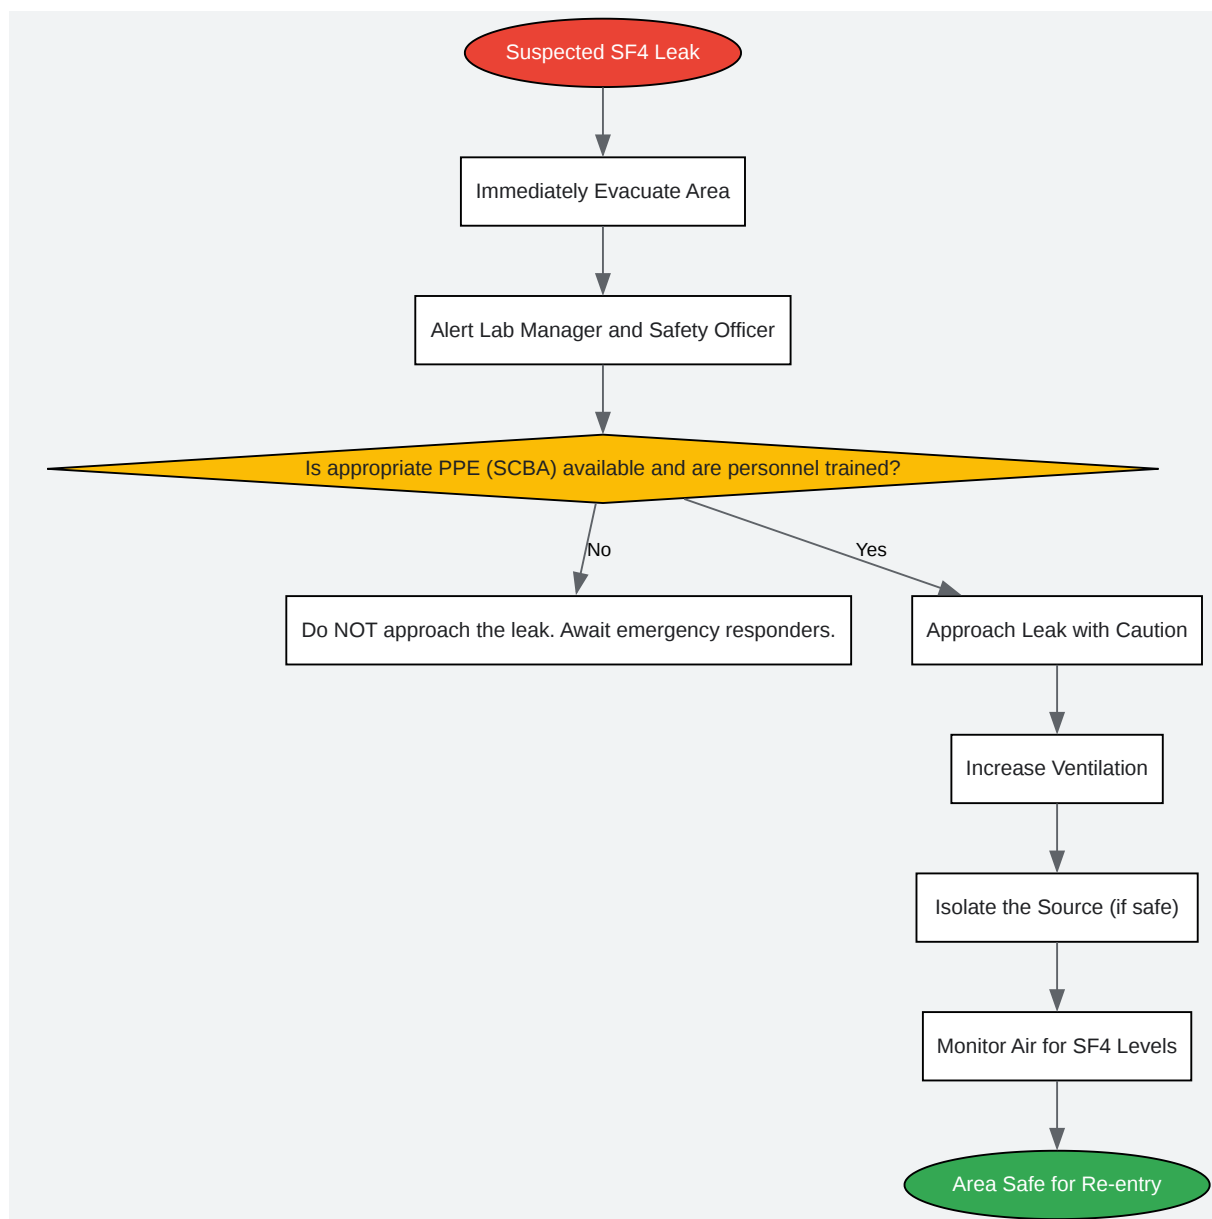 Suspected SF4 Leak
Immediately Evacuate Area
Alert Lab Manager and Safety Officer
Is appropriate PPE (SCBA) available and are personnel trained?
No
Yes
Do NOT approach the leak. Await emergency responders.
Approach Leak with Caution
Increase Ventilation
Isolate the Source (if safe)
Monitor Air for SF4 Levels
Area Safe for Re-entry